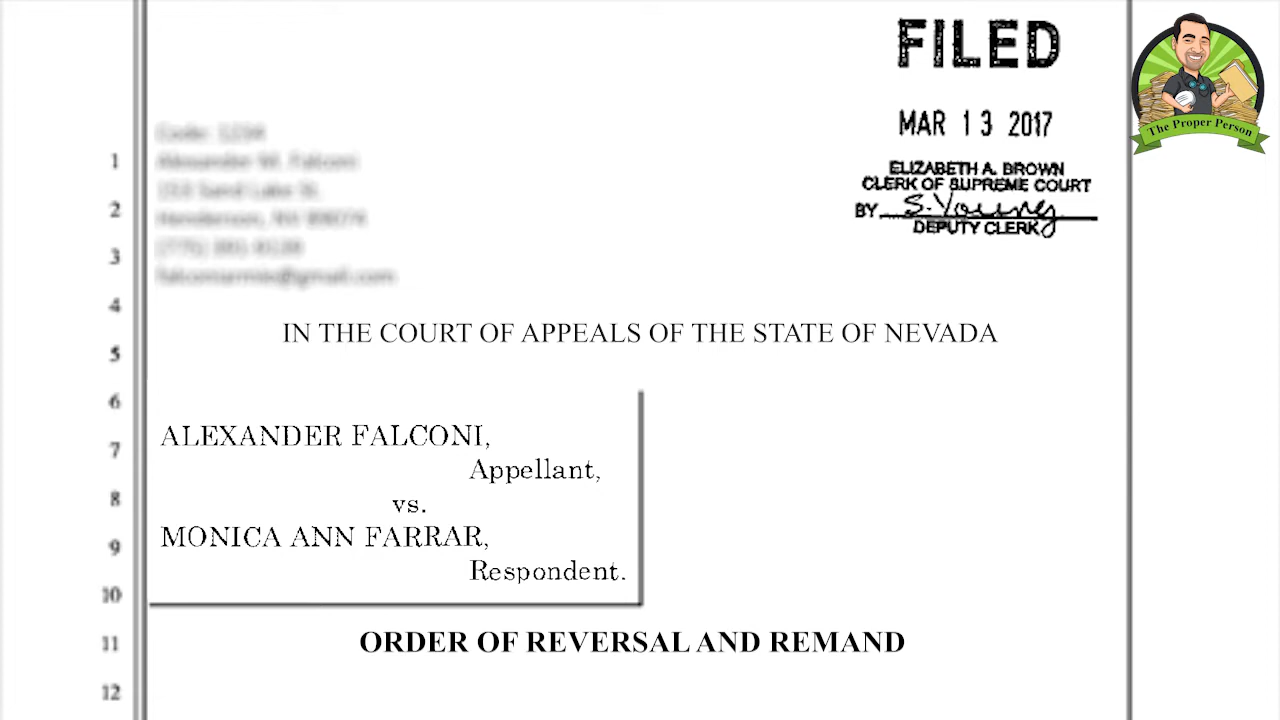 FILED
MAR 13 2017
ELIZABETH A. BROWN
CLERK OF SUPREME COURT
BY S. Young
DEPUTY CLERK
The Proper Person
1
2
3
4
5
6
7
8
9
10
11
12
IN THE COURT OF APPEALS OF THE STATE OF NEVADA
ALEXANDER FALCONI,
Appellant,
vs.
MONICA ANN FARRAR,
Respondent.
ORDER OF REVERSAL AND REMAND